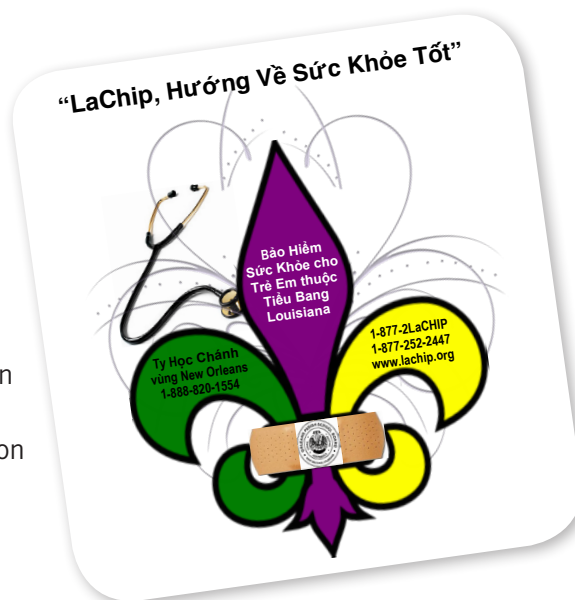 “LaChip, Hướng Về Sức Khỏe Tốt”
Bảo Hiểm
Sức Khỏe cho
Trẻ Em thuộc
Tiểu Bang
Louisiana
Ty Học Chánh
vùng New Orleans
1-888-820-1554
1-877-2LaCHIP
1-877-252-2447
www.lachip.org
n
on